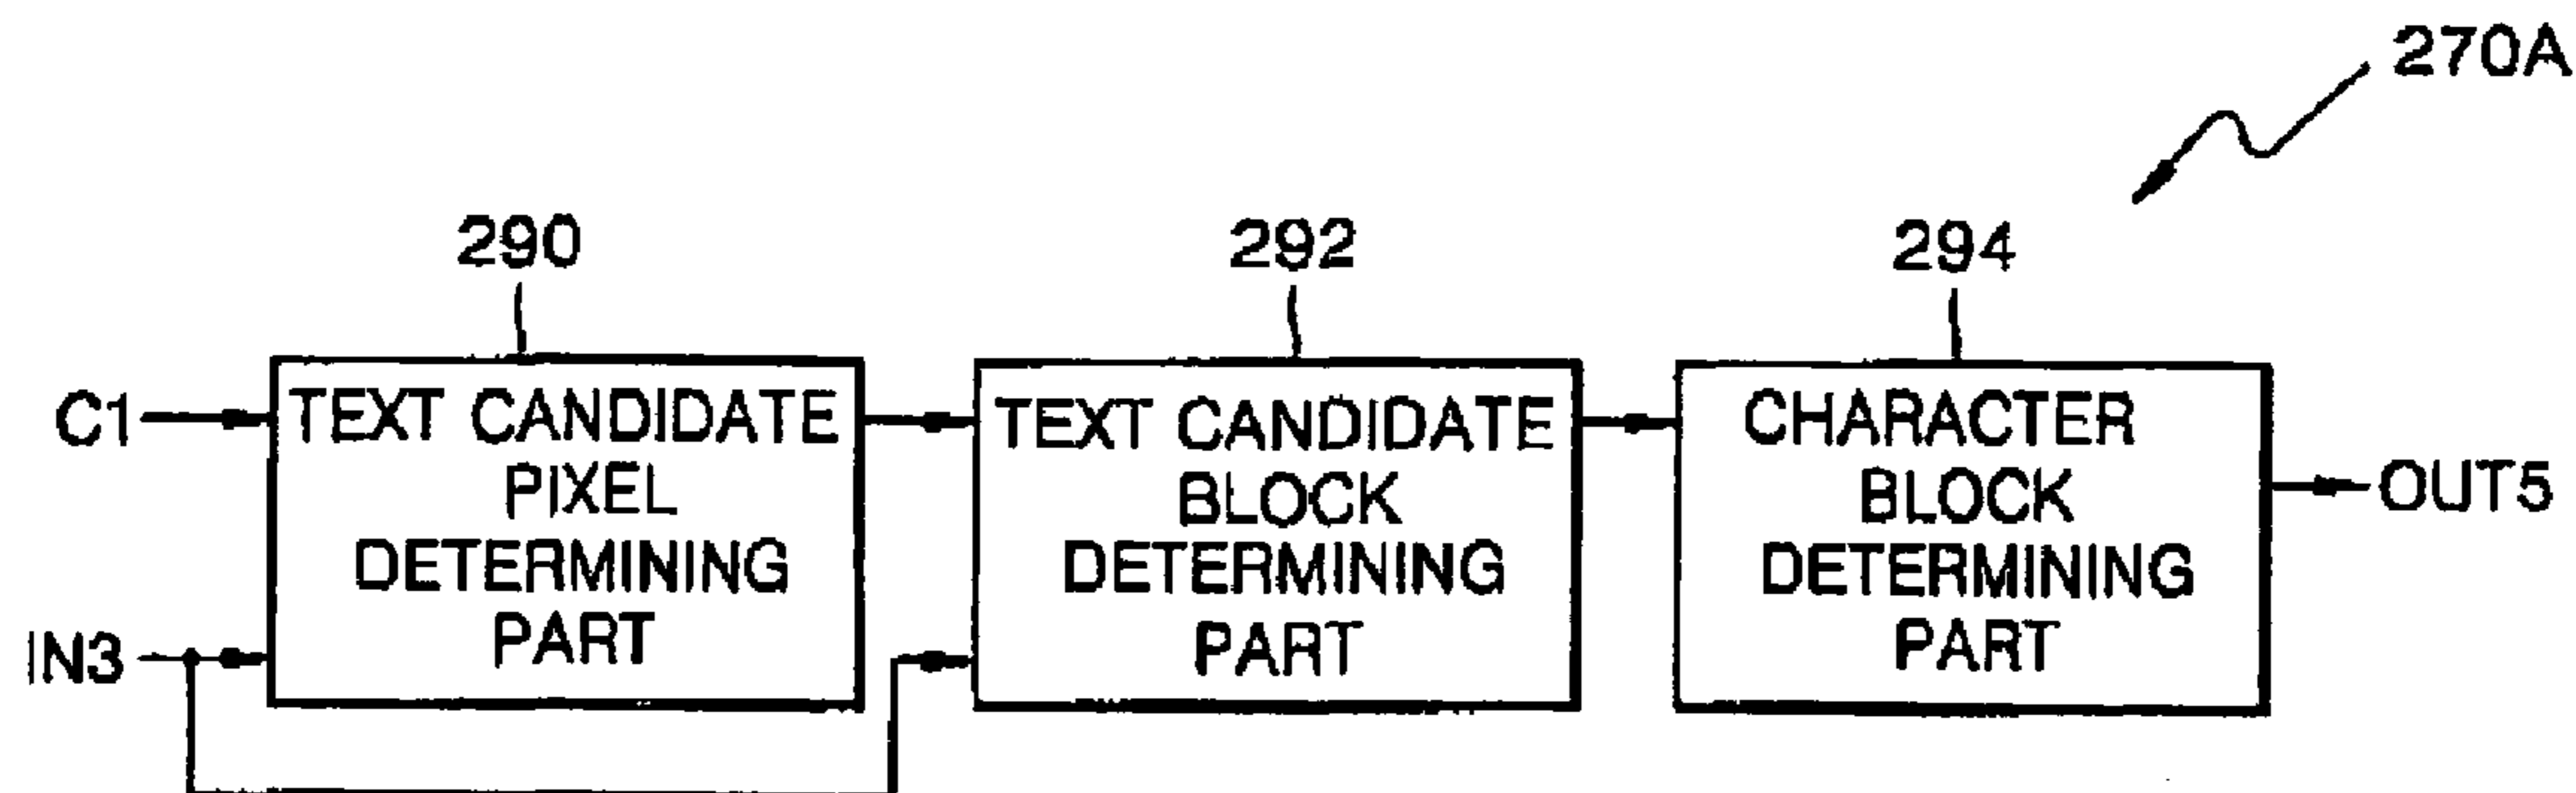 270A
290
292
294
C1
TEXT CANDIDATE
PIXEL
DETERMINING
PART
IN3
TEXT CANDIDATE
BLOCK
DETERMINING
PART
CHARACTER
BLOCK
DETERMINING
PART
OUT5